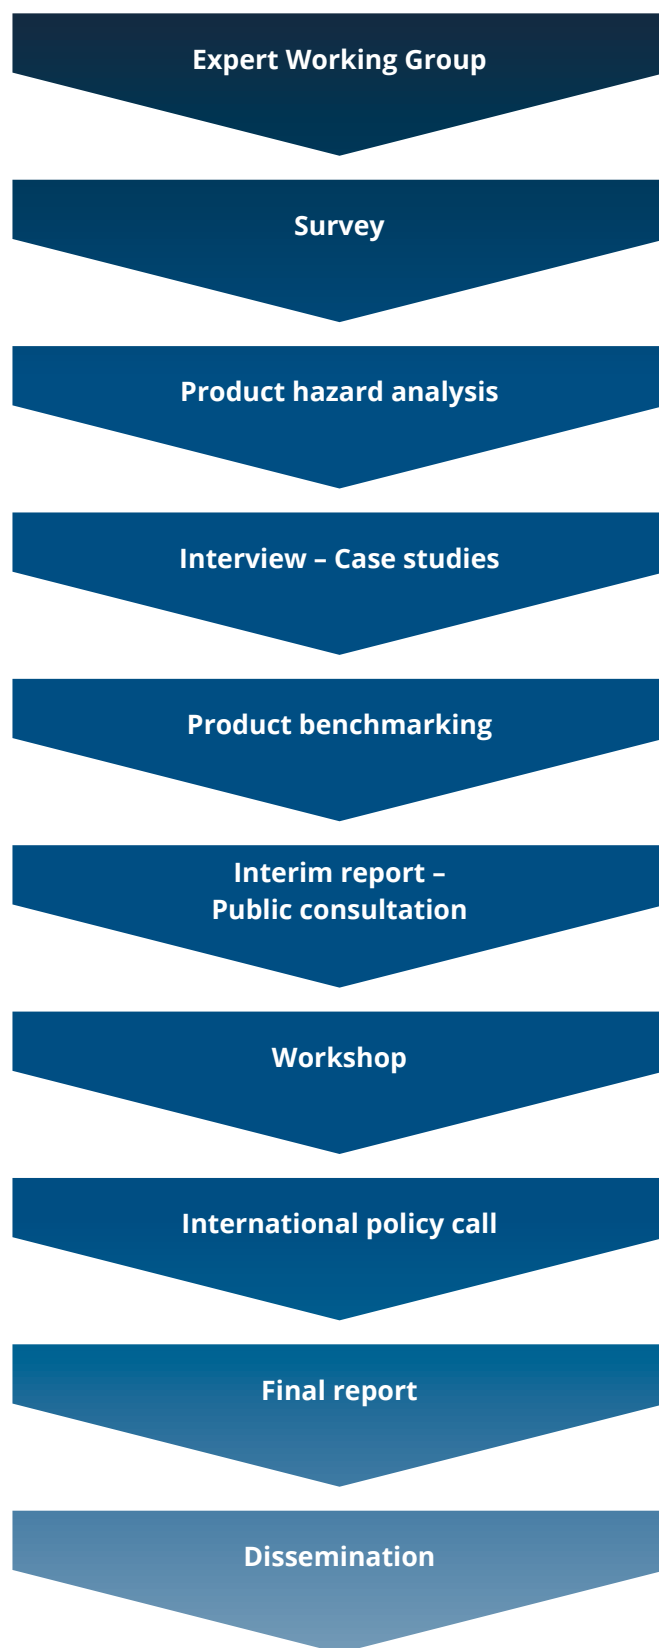 Expert Working Group
Survey
Product hazard analysis
Interview – Case studies
Product benchmarking
Interim report –
Public consultation
Workshop
International policy call
Final report
Dissemination